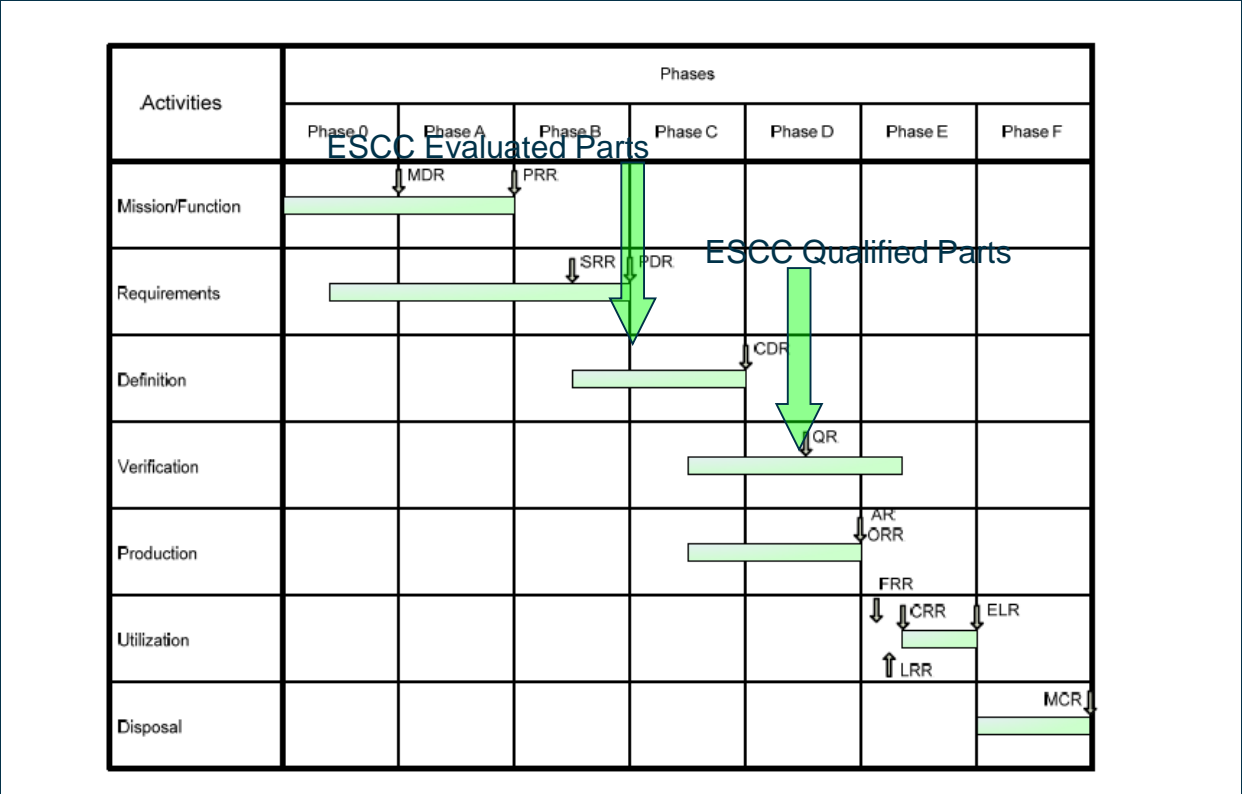 Phases
Activities
Phase 0 Phase A Phase B Phase C Phase D Phase E Phase F
ESCC Evaluated Parts
MDR PRR
Mission/Function
ESCC Qualified Parts
SRR PDR
Requirements
CDR
Definition
QR
Verification
AR
ORR
Production
FRR
CRR ELR
Utilization
LRR
MCR
Disposal